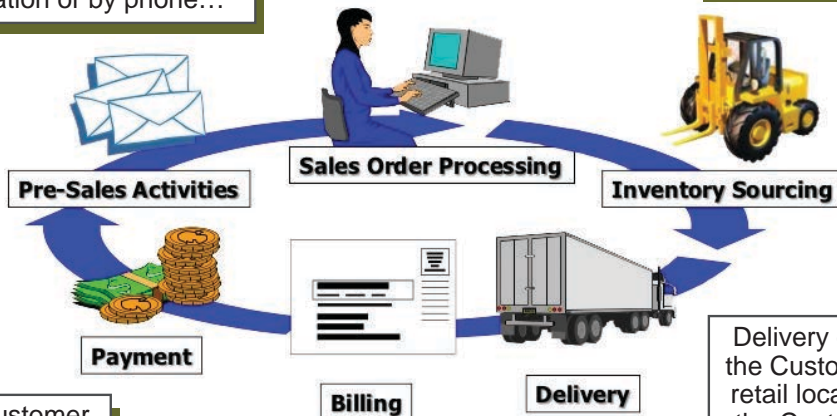 ation or by phone...
Sales Order Processing
Pre-Sales Activities
Inventory Sourcing
Payment
Billing
Delivery
Delivery
the Custo
retail loca
ustomer